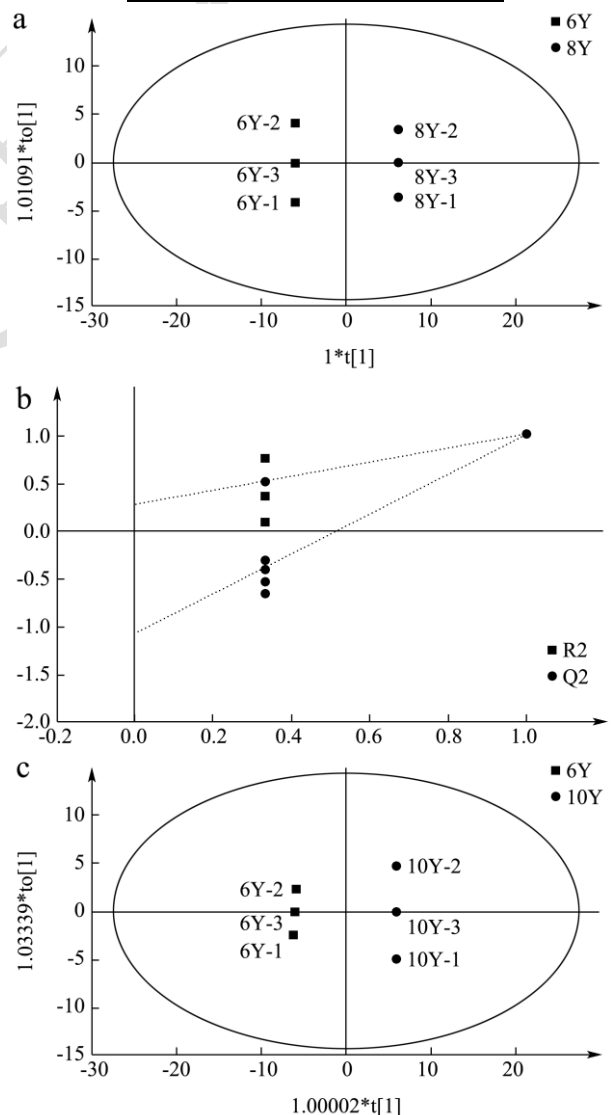 a
■ 6Y
● 8Y
10
5
0
-5
-10
-15
6Y-2
6Y-3
6Y-1
8Y-2
8Y-3
8Y-1
1.01091*to[1]
-30
-20
-10
0
10
20
1*t[1]
b
1.0
0.5
0.0
-0.5
-1.0
-1.5
-2.0
■ R2
● Q2
-0.2
0.0
0.2
0.4
0.6
0.8
1.0
c
■ 6Y
● 10Y
10
5
0
-5
-10
-15
6Y-2
6Y-3
6Y-1
10Y-2
10Y-3
10Y-1
1.03339*to[1]
-30
-20
-10
0
10
20
1.00002*t[1]